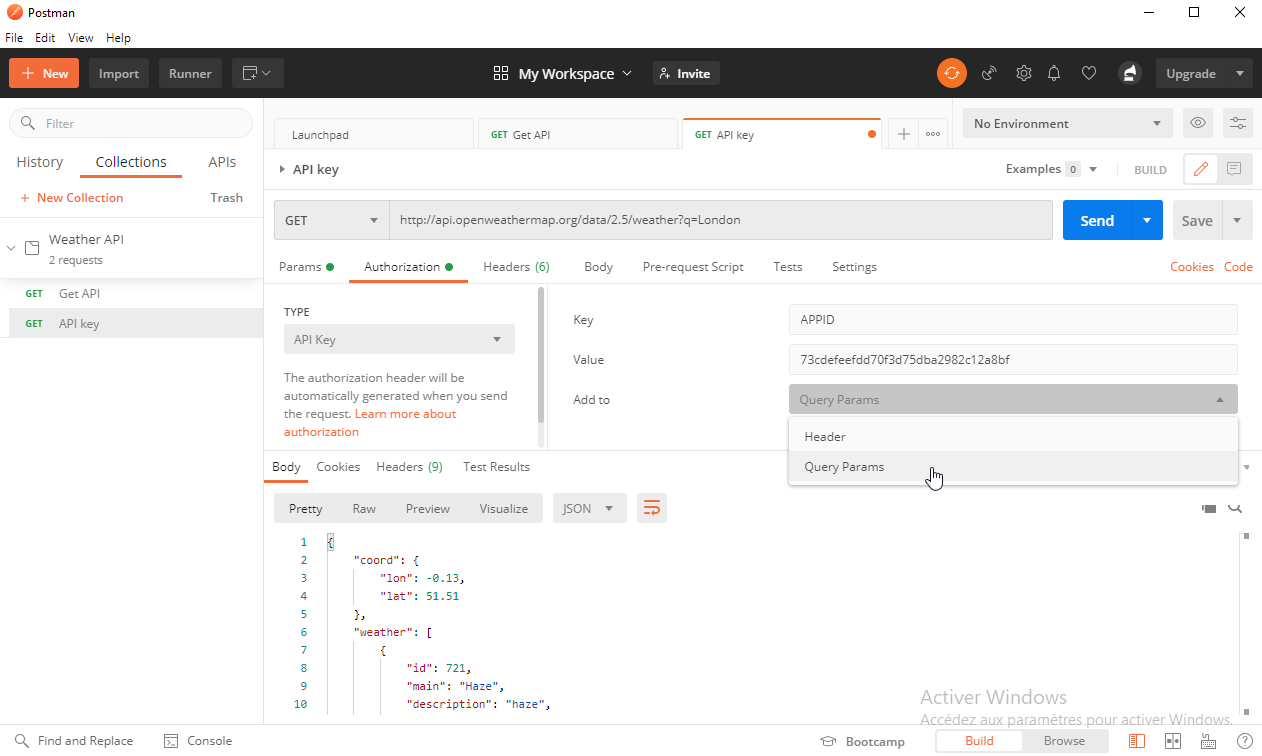 Postman
File Edit View Help
New Import Runner My Workspace Invite Upgrade
Filter
History Collections APIs
New Collection Trash
Weather API
2 requests
GET Get API
GET API key
Launchpad GET Get API GET API key No Environment
API key Examples 0 BUILD
GET http://api.openweathermap.org/data/2.5/weather?q=London Send Save
Params Authorization Headers (6) Body Pre-request Script Tests Settings Cookies Code
TYPE
API Key
The authorization header will be
automatically generated when you send
the request. Learn more about
authorization
Key APPID
Value 73cdefeefdd70f3d75dba2982c12a8bf
Add to Query Params
Header
Query Params
Body Cookies Headers (9) Test Results
Pretty Raw Preview Visualize JSON
1 {
2 "coord": {
3 "lon": -0.13,
4 "lat": 51.51
5 },
6 "weather": [
7 {
8 "id": 721,
9 "main": "Haze",
10 "description": "haze",
Activer Windows
Accédez aux paramètres pour activer Windows.
Find and Replace Console Bootcamp Build Browse